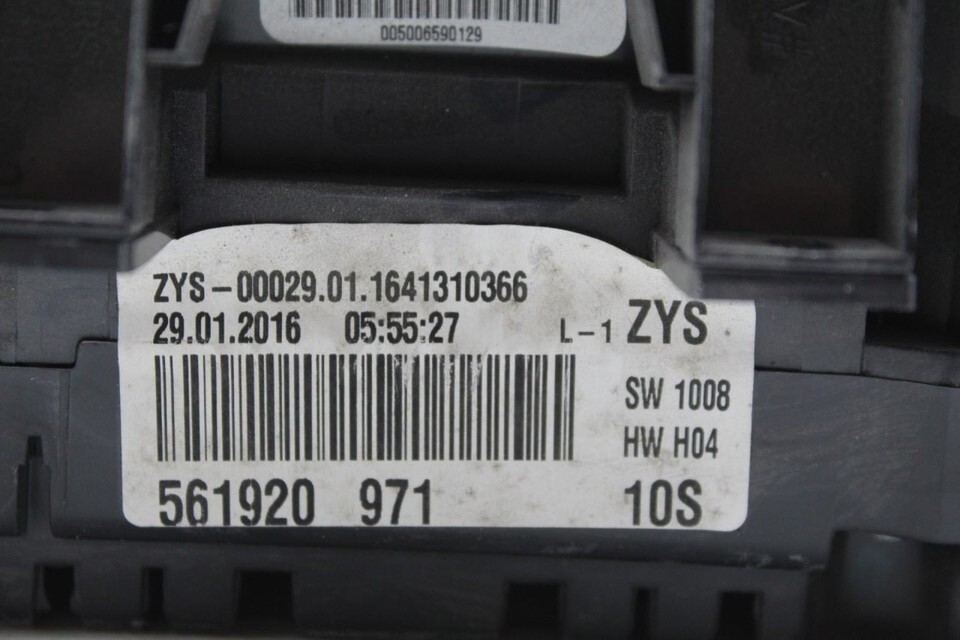 005006590129
ZYS-00029.01.1641310366
29.01.2016 05:55:27 L-1 ZYS
SW 1008
HW H04
561920 971 10S